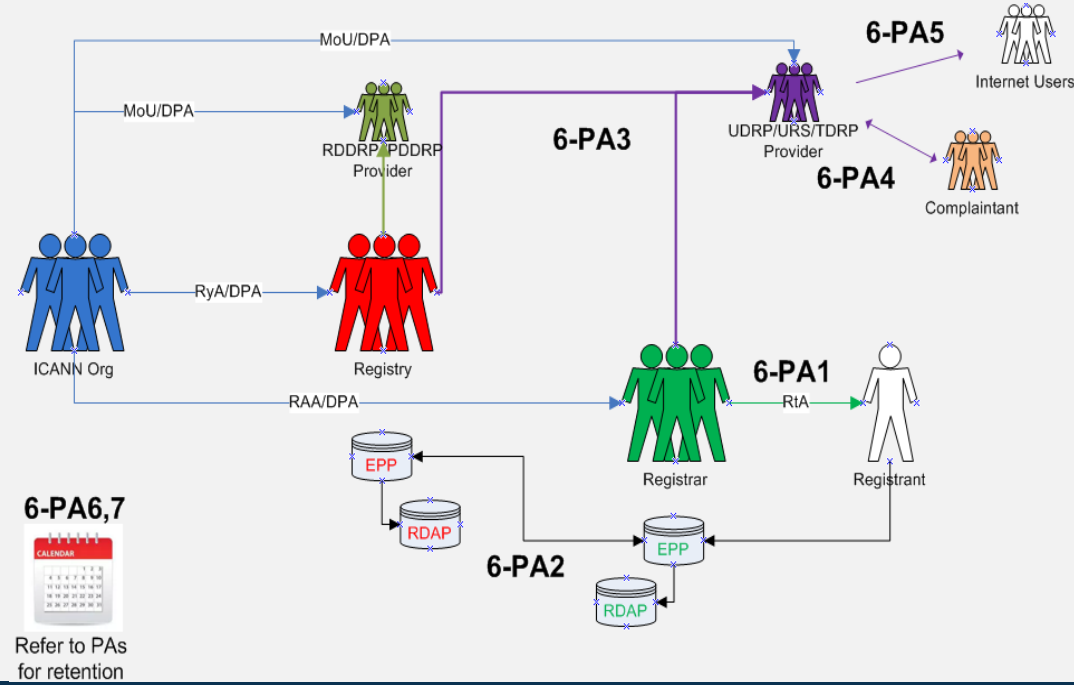 MoU/DPA
6-PA5
Internet Users
MoU/DPA
UDRP/URS/TDRP
Provider
6-PA3
RDDRP/PDDRP
Provider
6-PA4
Complaintant
RyA/DPA
ICANN Org
Registry
6-PA1
RAA/DPA
RtA
EPP
Registrar
Registrant
6-PA6,7
RDAP
EPP
6-PA2
CALENDAR
RDAP
Refer to PAs
for retention